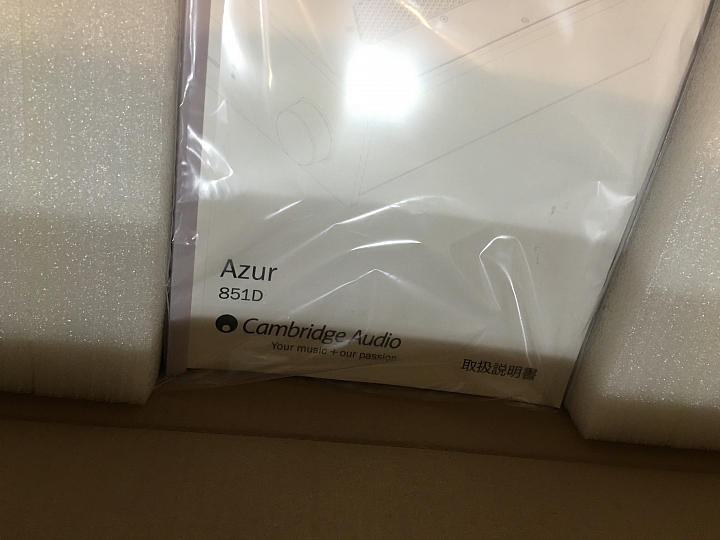 Azur
851D
Cambridge Audio
Your music + our passion
取扱説明書